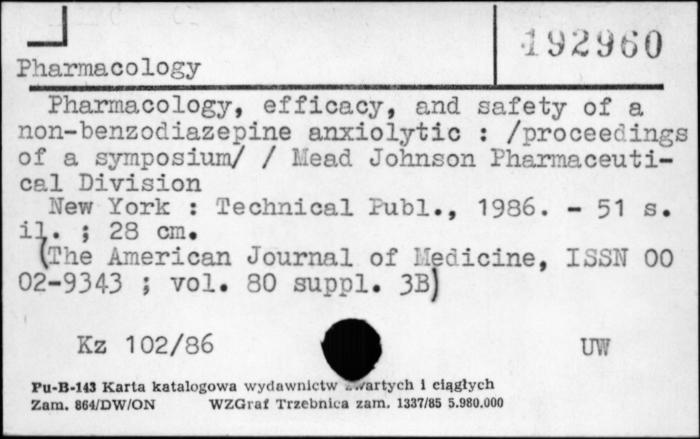 192960
Pharmacology
Pharmacology, efficacy, and safety of a
non-benzodiazepine anxiolytic : /proceedings
of a symposium/ / Mead Johnson Pharmaceuti-
cal Division
New York : Technical Publ., 1986. - 51 s.
il. ; 28 cm.
(The American Journal of Medicine, ISSN 00
02-9343 ; vol. 80 suppl. 3B)
Kz 102/86 UW
Pu-B-143 Karta katalogowa wydawnictw zwartych i ciągłych
Zam. 864/DW/ON WZGraf Trzebnica zam. 1337/85 5.980.000